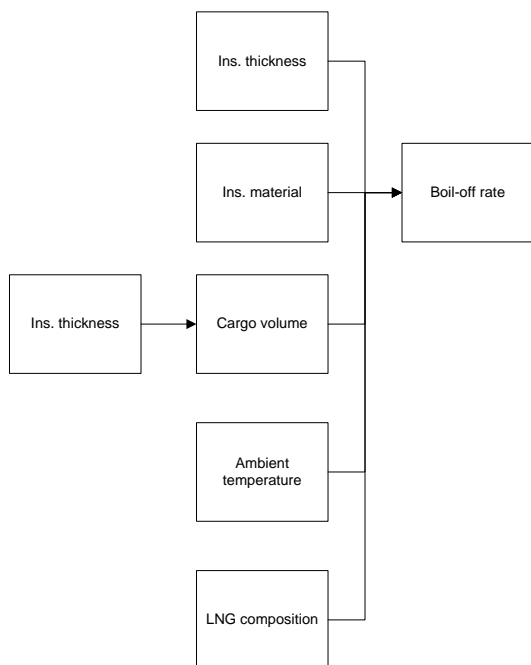 Ins. thickness
Ins. material
Boil-off rate
Ins. thickness
Cargo volume
Ambient
temperature
LNG composition